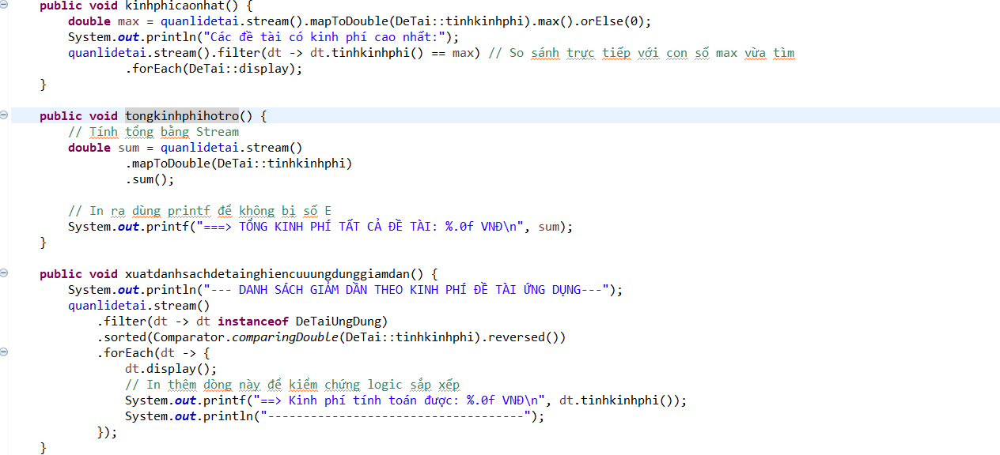 public void kinhphicaonhat() {
double max = quanlidetai.stream().mapToDouble(DeTai::tinhkinhphi).max().orElse(0);
System.out.println("Các đề tài có kinh phí cao nhất:");
quanlidetai.stream().filter(dt -> dt.tinhkinhphi() == max) // So sánh trực tiếp với con số max vừa tìm
.forEach(DeTai::display);
}
public void tongkinhphihotro() {
// Tính tổng bằng Stream
double sum = quanlidetai.stream()
.mapToDouble(DeTai::tinhkinhphi)
.sum();
// In ra dùng printf để không bị số E
System.out.printf("===> TỔNG KINH PHÍ TẤT CẢ ĐỀ TÀI: %.0f VNĐ\n", sum);
}
public void xuatdanhsachdetainghiencuuungdunggiamdan() {
System.out.println("--- DANH SÁCH GIẢM DẦN THEO KINH PHÍ ĐỀ TÀI ỨNG DỤNG---");
quanlidetai.stream()
.filter(dt -> dt instanceof DeTaiUngDung)
.sorted(Comparator.comparingDouble(DeTai::tinhkinhphi).reversed())
.forEach(dt -> {
dt.display();
// In thêm dòng này để kiểm chứng logic sắp xếp
System.out.printf("==> Kinh phí tính toán được: %.0f VNĐ\n", dt.tinhkinhphi());
System.out.println("------------------------------------");
});
}